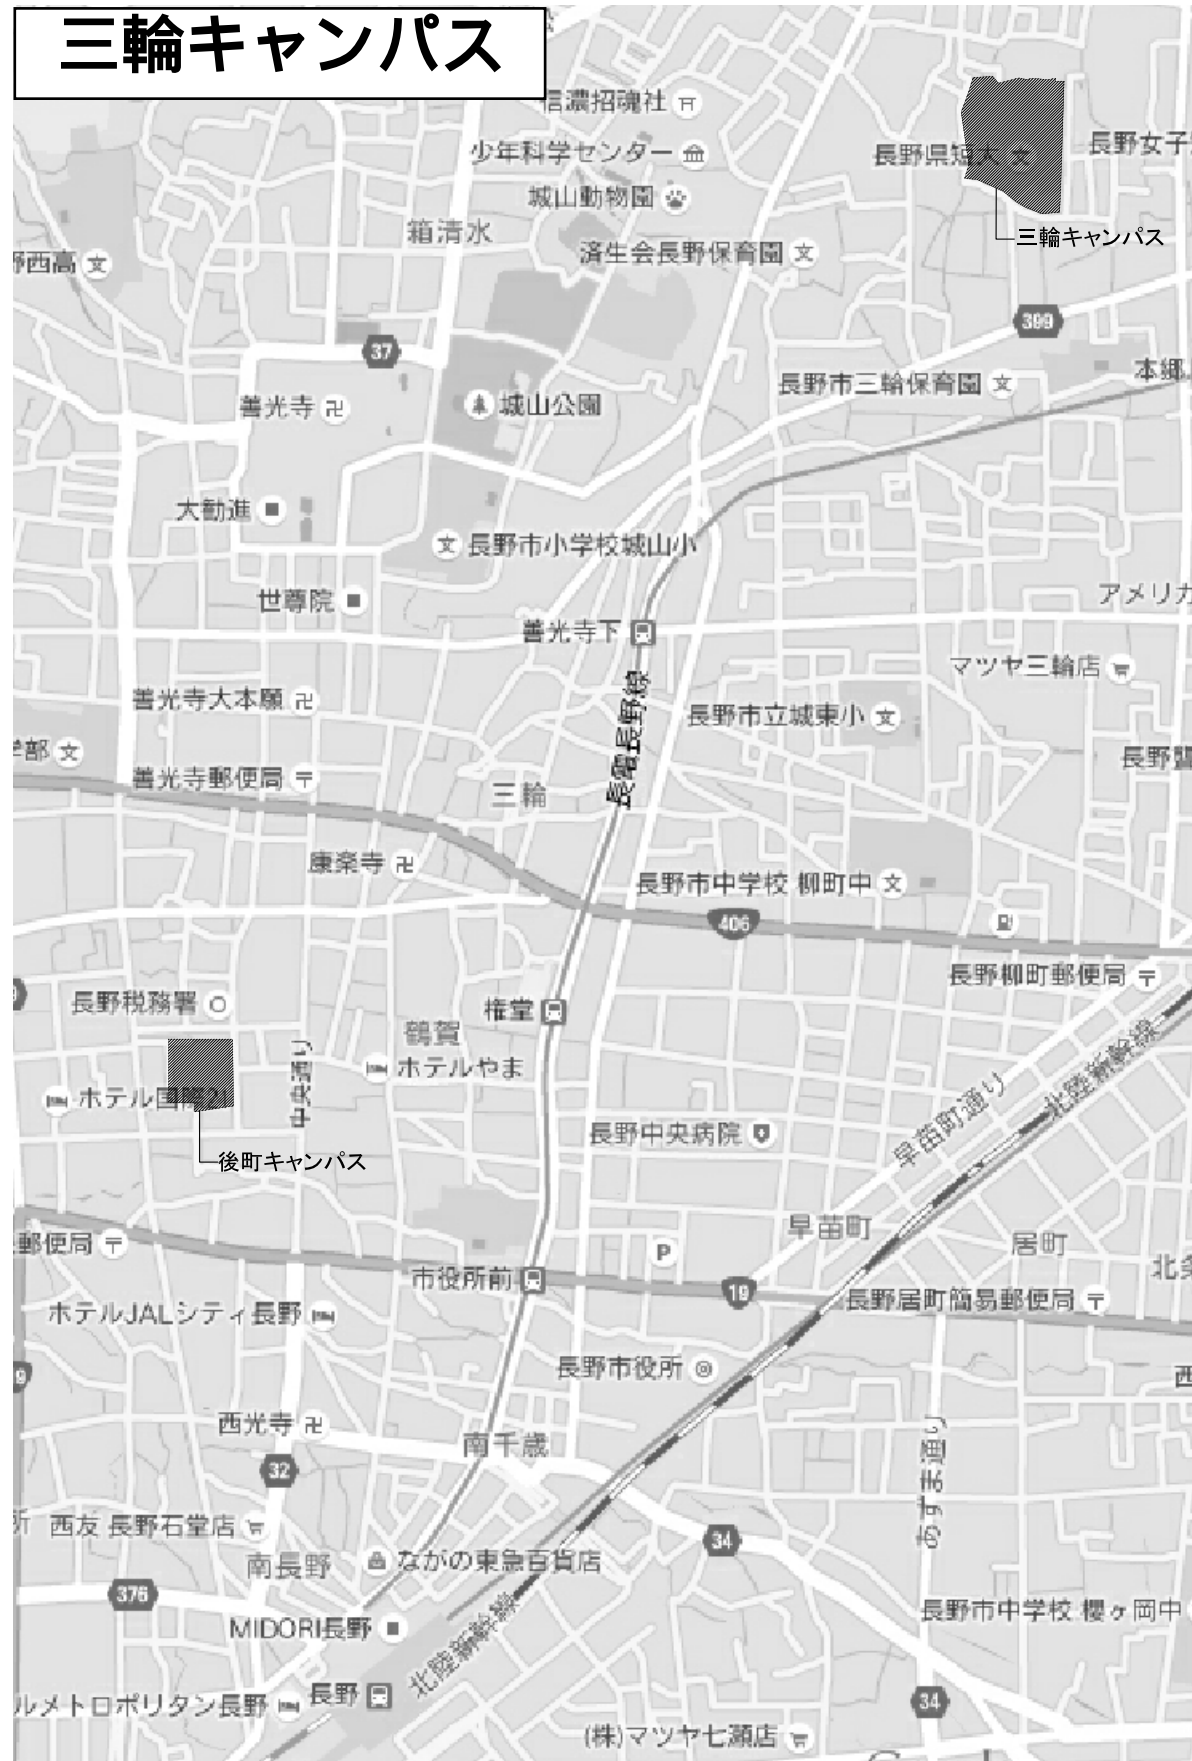 三輪キャンパス
信濃招魂社
少年科学センター
長野県短大
長野女子
城山動物園
箱清水
三輪キャンパス
済生会長野保育園
野西高
399
37
本郷
長野市三輪保育園
善光寺
城山公園
大勧進
長野市小学校城山小
世尊院
アメリカ
善光寺下
マツヤ三輪店
善光寺大本願
長野電鉄長野線
長野市立城東小
学部
長野
善光寺郵便局
三輪
康楽寺
長野市中学校 柳町中
406
長野柳町郵便局
長野税務署
権堂
鶴賀
中央通り
ホテルやま
北陸新幹線
ホテル国際21
早苗町通り
長野中央病院
後町キャンパス
早苗町
居町
郵便局
P
北条
市役所前
19
長野居町簡易郵便局
ホテルJALシティ長野
長野市役所
9
西
西光寺
南千歳
32
あずま通り
所
西友 長野石堂店
34
南長野
ながの東急百貨店
376
長野市中学校 櫻ヶ岡中
MIDORI長野
北陸新幹線
ルメトロポリタン長野
長野
34
(株)マツヤ七瀬店